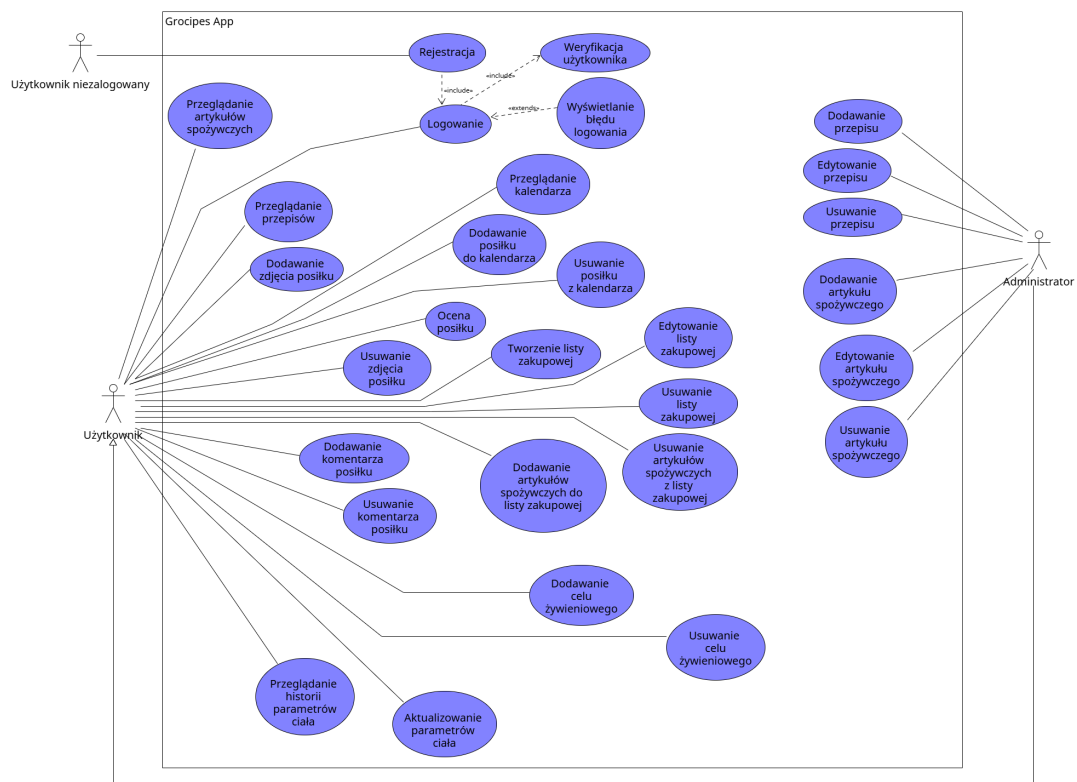 Grocipes App
Użytkownik niezalogowany
Rejestracja
Weryfikacja
użytkownika
«include»
«include»
Logowanie
«extends»
Wyświetlanie
błędu
logowania
Przeglądanie
artykułów
spożywczych
Dodawanie
przepisu
Edytowanie
przepisu
Usuwanie
przepisu
Przeglądanie
kalendarza
Przeglądanie
przepisów
Dodawanie
posiłku
do kalendarza
Dodawanie
zdjęcia posiłku
Usuwanie
posiłku
z kalendarza
Dodawanie
artykułu
spożywczego
Administrator
Ocena
posiłku
Edytowanie
listy
zakupowej
Tworzenie listy
zakupowej
Usuwanie
zdjęcia
posiłku
Edytowanie
artykułu
spożywczego
Usuwanie
listy
zakupowej
Użytkownik
Usuwanie
artykułu
spożywczego
Dodawanie
komentarza
posiłku
Usuwanie
artykułów
spożywczych
z listy
zakupowej
Dodawanie
artykułów
spożywczych do
listy zakupowej
Usuwanie
komentarza
posiłku
Dodawanie
celu
żywieniowego
Usuwanie
celu
żywieniowego
Przeglądanie
historii
parametrów
ciała
Aktualizowanie
parametrów
ciała